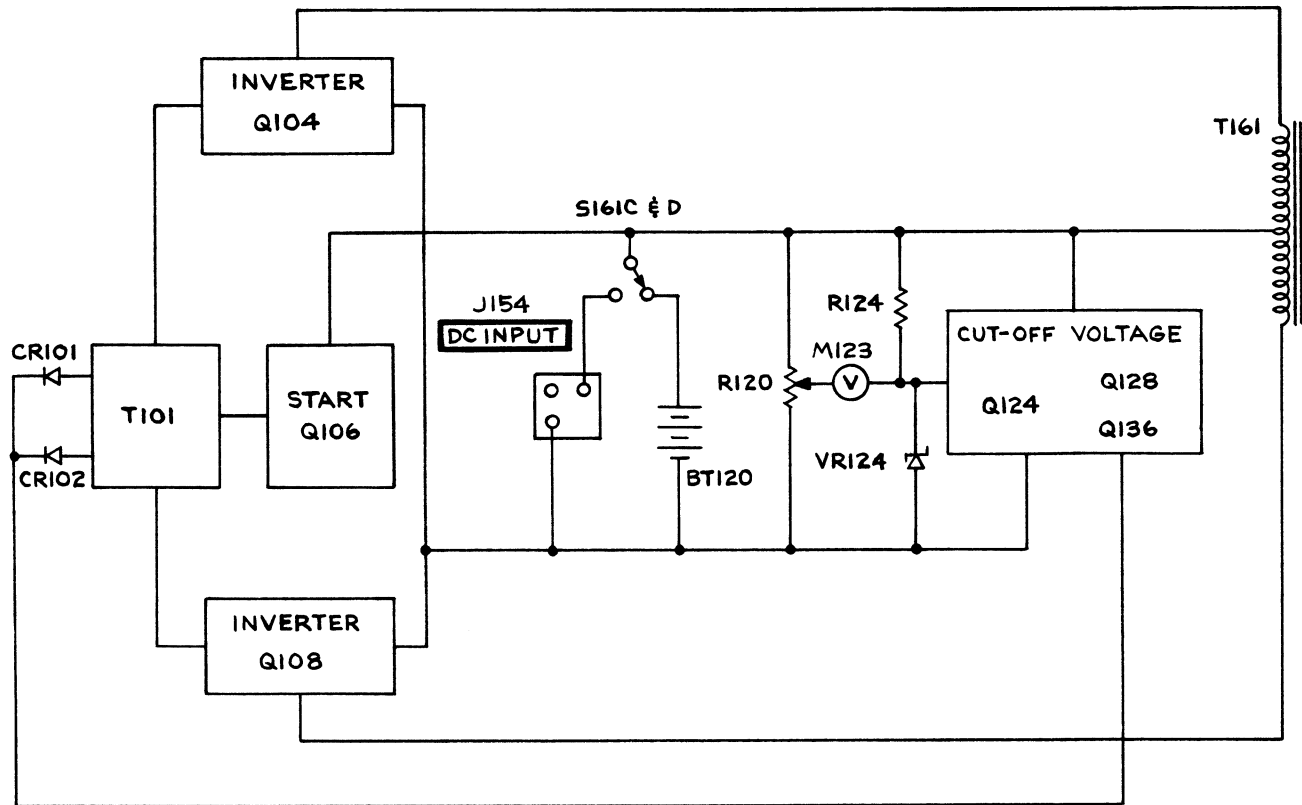 INVERTER
Q104
T161
S161C & D
J154
DC INPUT
R124
CUT-OFF VOLTAGE
M123
V
R120
Q128
Q124
Q136
CR101
T101
START
Q106
CR102
VR124
BT120
INVERTER
Q108